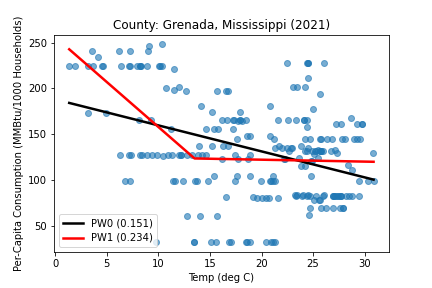 County: Grenada, Mississippi (2021)
Per-Capita Consumption (MMBtu/1000 Households)
250
200
150
100
50
PW0 (0.151)
PW1 (0.234)
0 5 10 15 20 25 30
Temp (deg C)